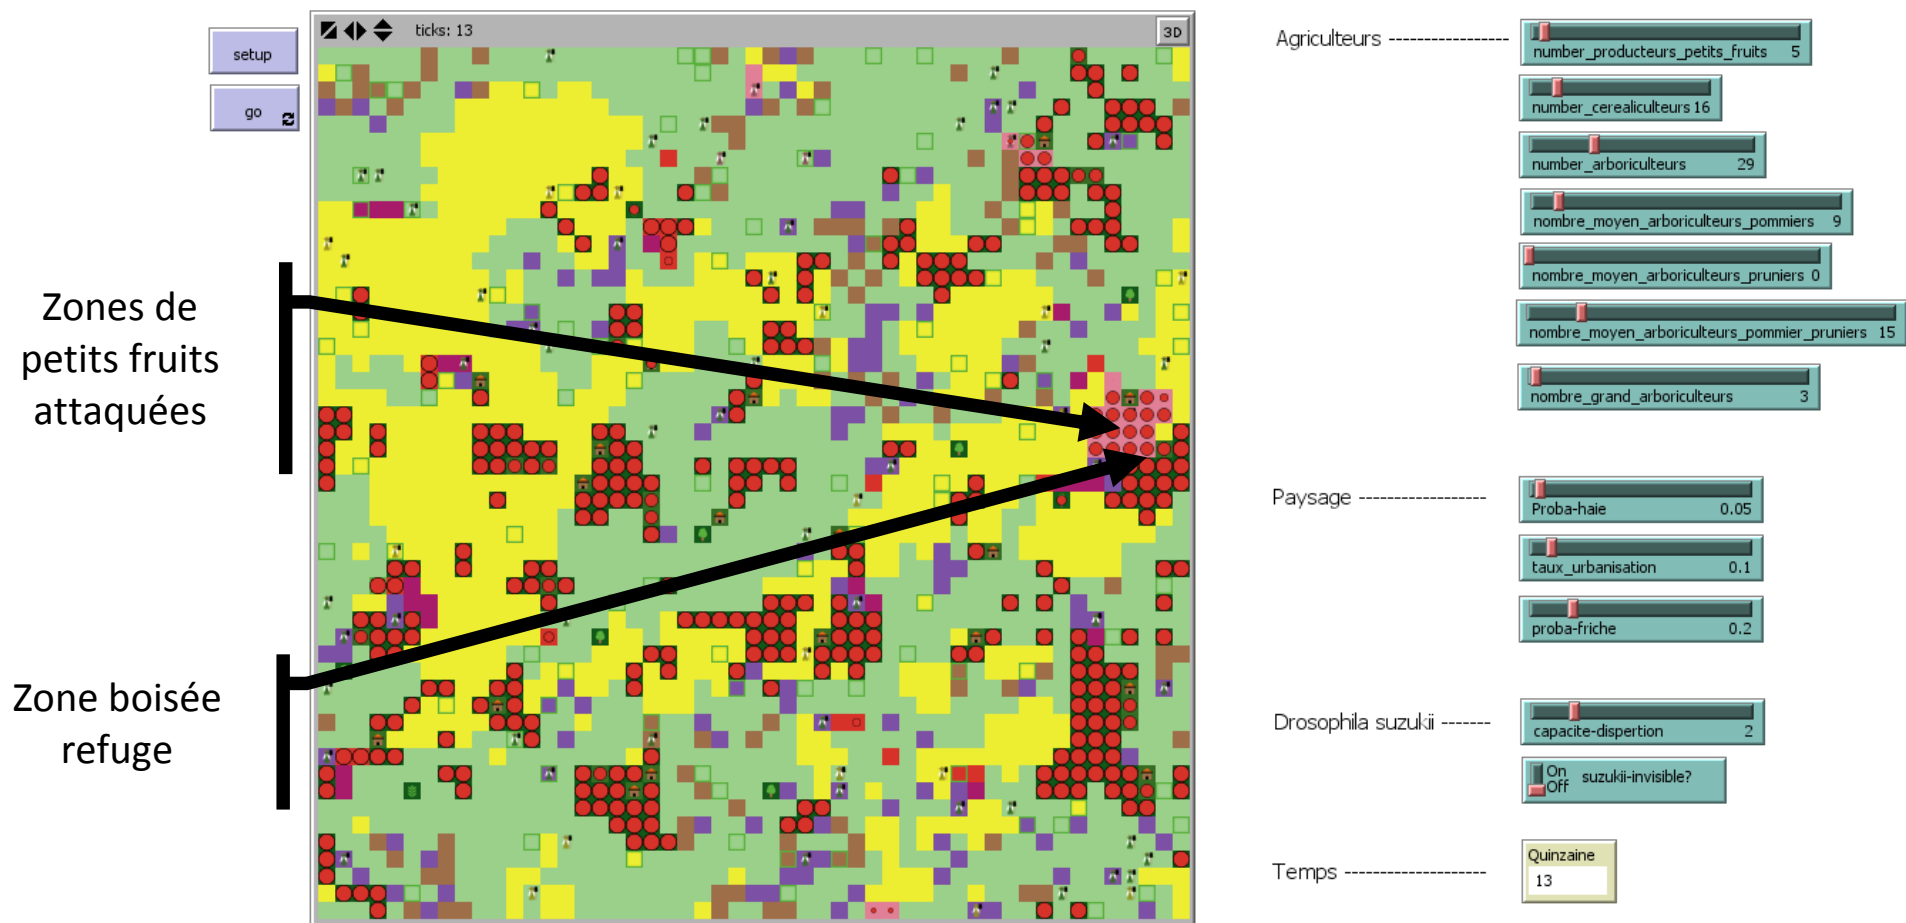 setup
go
ticks: 13
3D
Zones de
petits fruits
attaquées
Zone boisée
refuge
Agriculteurs ----------------
number_producteurs_petits_fruits 5
number_cerealiculteurs 16
number_arboriculteurs 29
nombre_moyen_arboriculteurs_pommiers 9
nombre_moyen_arboriculteurs_pruniers 0
nombre_moyen_arboriculteurs_pommier_pruniers 15
nombre_grand_arboriculteurs 3
Paysage -----------------
Proba-haie 0.05
taux_urbanisation 0.1
proba-friche 0.2
Drosophila suzukii -------
capacite-dispertion 2
On
Off
suzukii-invisible?
Temps -------------------
Quinzaine
13